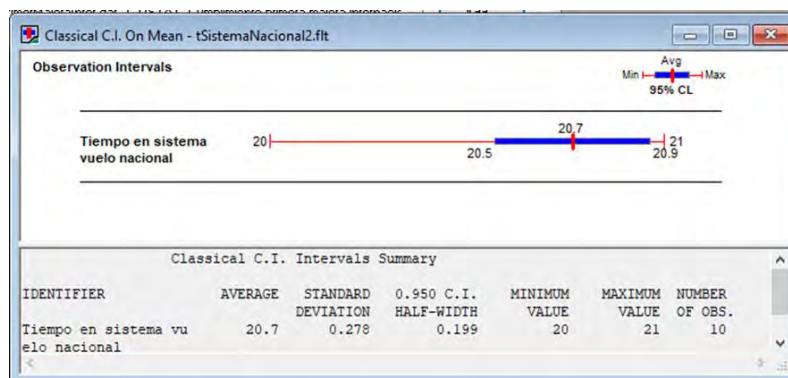 Classical C.I. On Mean - tSistemaNacional2.flt
Observation Intervals
Avg
Min
Max
95% CL
Tiempo en sistema
vuelo nacional
20
20.7
21
20.5
20.9
Classical C.I. Intervals Summary
IDENTIFIER AVERAGE STANDARD 0.950 C.I. MINIMUM MAXIMUM NUMBER
DEVIATION HALF-WIDTH VALUE VALUE OF OBS.
Tiempo en sistema vu 20.7 0.278 0.199 20 21 10
elo nacional